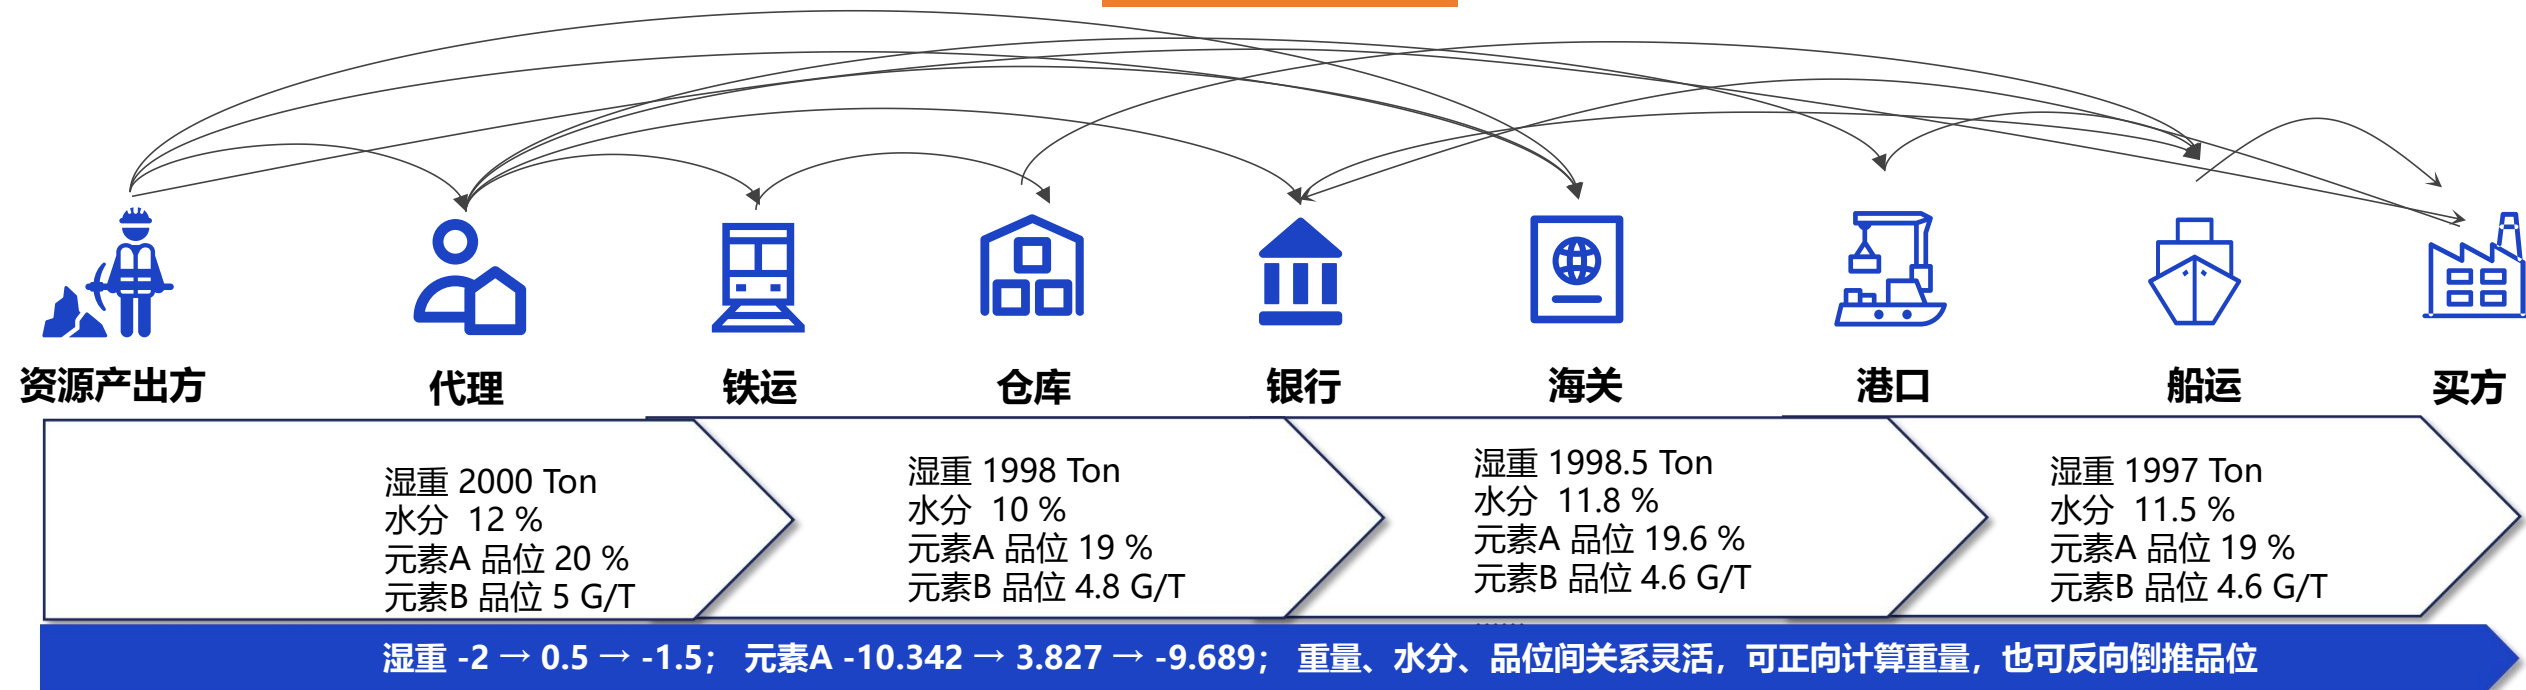 资源产出方
代理
铁运
仓库
银行
海关
港口
船运
买方
湿重 2000 Ton
水分 12 %
元素A 品位 20 %
元素B 品位 5 G/T
湿重 1998 Ton
水分 10 %
元素A 品位 19 %
元素B 品位 4.8 G/T
湿重 1998.5 Ton
水分 11.8 %
元素A 品位 19.6 %
元素B 品位 4.6 G/T
……
湿重 1997 Ton
水分 11.5 %
元素A 品位 19 %
元素B 品位 4.6 G/T
湿重 -2 → 0.5 → -1.5； 元素A -10.342 → 3.827 → -9.689； 重量、水分、品位间关系灵活，可正向计算重量，也可反向倒推品位